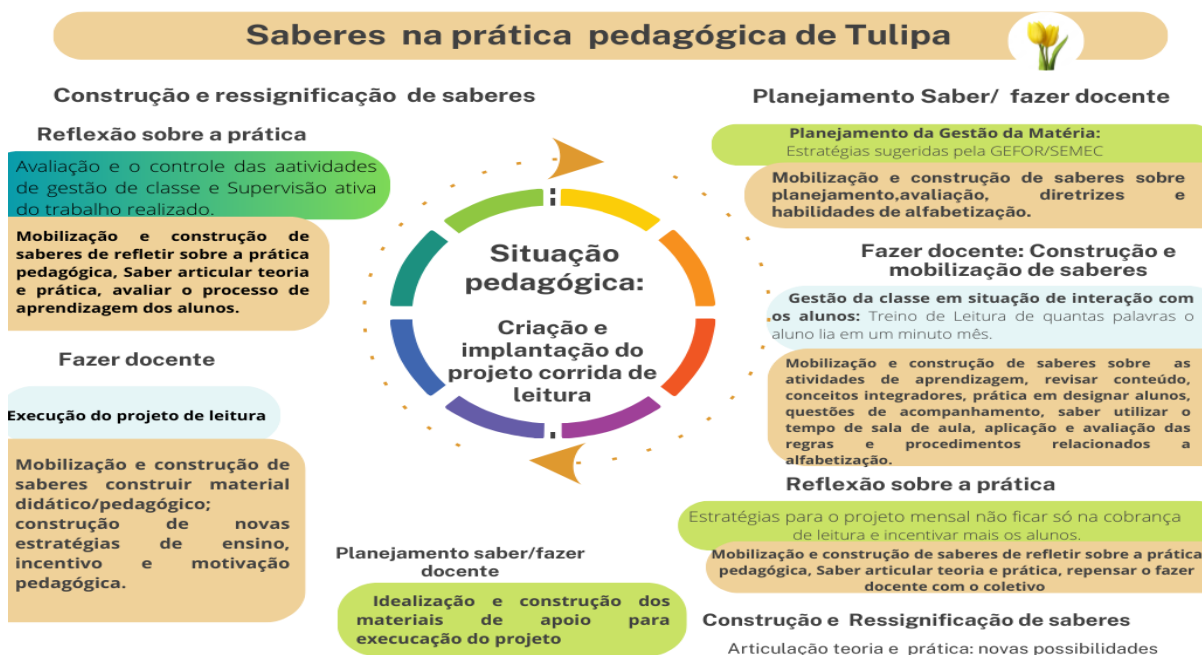 Saberes na prática pedagógica de Tulipa
Construção e ressignificação de saberes
Reflexão sobre a prática
Avaliação e o controle das aatividades
de gestão de classe e Supervisão ativa
do trabalho realizado.
Mobilização e construção de
saberes de refletir sobre a prática
pedagógica, Saber articular teoria
e prática, avaliar o processo de
aprendizagem dos alunos.
Fazer docente
Execução do projeto de leitura
Mobilização e construção de
saberes construir material
didático/pedagógico;
construção de novas
estratégias de ensino,
incentivo e motivação
pedagógica.
Situação
pedagógica:
Criação e
implantação do
projeto corrida de
leitura
Planejamento saber/fazer
docente
Idealização e construção dos
materiais de apoio para
execucação do projeto
Planejamento Saber/ fazer docente
Planejamento da Gestão da Matéria:
Estratégias sugeridas pela GEFOR/SEMEC
Mobilização e construção de saberes sobre
planejamento,avaliação, diretrizes e
habilidades de alfabetização.
Fazer docente: Construção e
mobilização de saberes
Gestão da classe em situação de interação com
os alunos: Treino de Leitura de quantas palavras o
aluno lia em um minuto mês.
Mobilização e construção de saberes sobre as
atividades de aprendizagem, revisar conteúdo,
conceitos integradores, prática em designar alunos,
questões de acompanhamento, saber utilizar o
tempo de sala de aula, aplicação e avaliação das
regras e procedimentos relacionados a
alfabetização.
Reflexão sobre a prática
Estratégias para o projeto mensal não ficar só na cobrança
de leitura e incentivar mais os alunos.
Mobilização e construção de saberes de refletir sobre a prática
pedagógica, Saber articular teoria e prática, repensar o fazer
docente com o coletivo
Construção e Ressignificação de saberes
Articulação teoria e prática: novas possibilidades